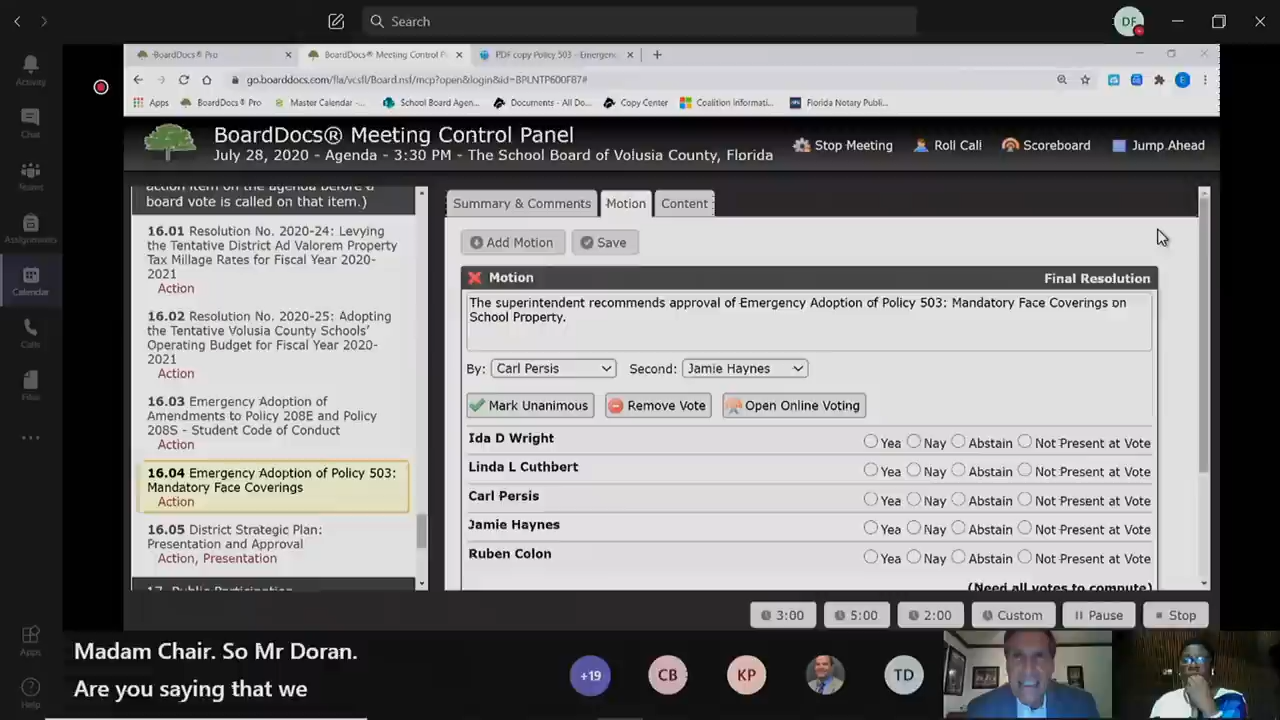 Search
DF
BoardDocs® Pro
BoardDocs® Meeting Control P
PDF copy Policy 503 - Emergenc
go.boarddocs.com/fla/vcsfl/Board.nsf/mcp?open&login&id=BPLNTP600F87#
E
Apps
BoardDocs ® Pro
Master Calendar -...
School Board Agen...
Documents - All Do...
Copy Center
Coalition Informati...
Florida Notary Publi...
BoardDocs® Meeting Control Panel
July 28, 2020 - Agenda - 3:30 PM - The School Board of Volusia County, Florida
Stop Meeting
Roll Call
Scoreboard
Jump Ahead
Activity
Chat
Teams
Assignments
Calendar
Calls
Files
Apps
Help
action item on the agenda before a
board vote is called on that item.)
16.01 Resolution No. 2020-24: Levying
the Tentative District Ad Valorem Property
Tax Millage Rates for Fiscal Year 2020-
2021
Action
16.02 Resolution No. 2020-25: Adopting
the Tentative Volusia County Schools'
Operating Budget for Fiscal Year 2020-
2021
Action
16.03 Emergency Adoption of
Amendments to Policy 208E and Policy
208S - Student Code of Conduct
Action
16.04 Emergency Adoption of Policy 503:
Mandatory Face Coverings
Action
16.05 District Strategic Plan:
Presentation and Approval
Action, Presentation
17. Public Participation
Summary & Comments
Motion
Content
Add Motion
Save
Motion
Final Resolution
The superintendent recommends approval of Emergency Adoption of Policy 503: Mandatory Face Coverings on
School Property.
By: Carl Persis Second: Jamie Haynes
Mark Unanimous
Remove Vote
Open Online Voting
Ida D Wright Yea Nay Abstain Not Present at Vote
Linda L Cuthbert Yea Nay Abstain Not Present at Vote
Carl Persis Yea Nay Abstain Not Present at Vote
Jamie Haynes Yea Nay Abstain Not Present at Vote
Ruben Colon Yea Nay Abstain Not Present at Vote
(Need all votes to compute)
3:00
5:00
2:00
Custom
Pause
Stop
Madam Chair. So Mr Doran.
Are you saying that we
+19
CB
KP
TD